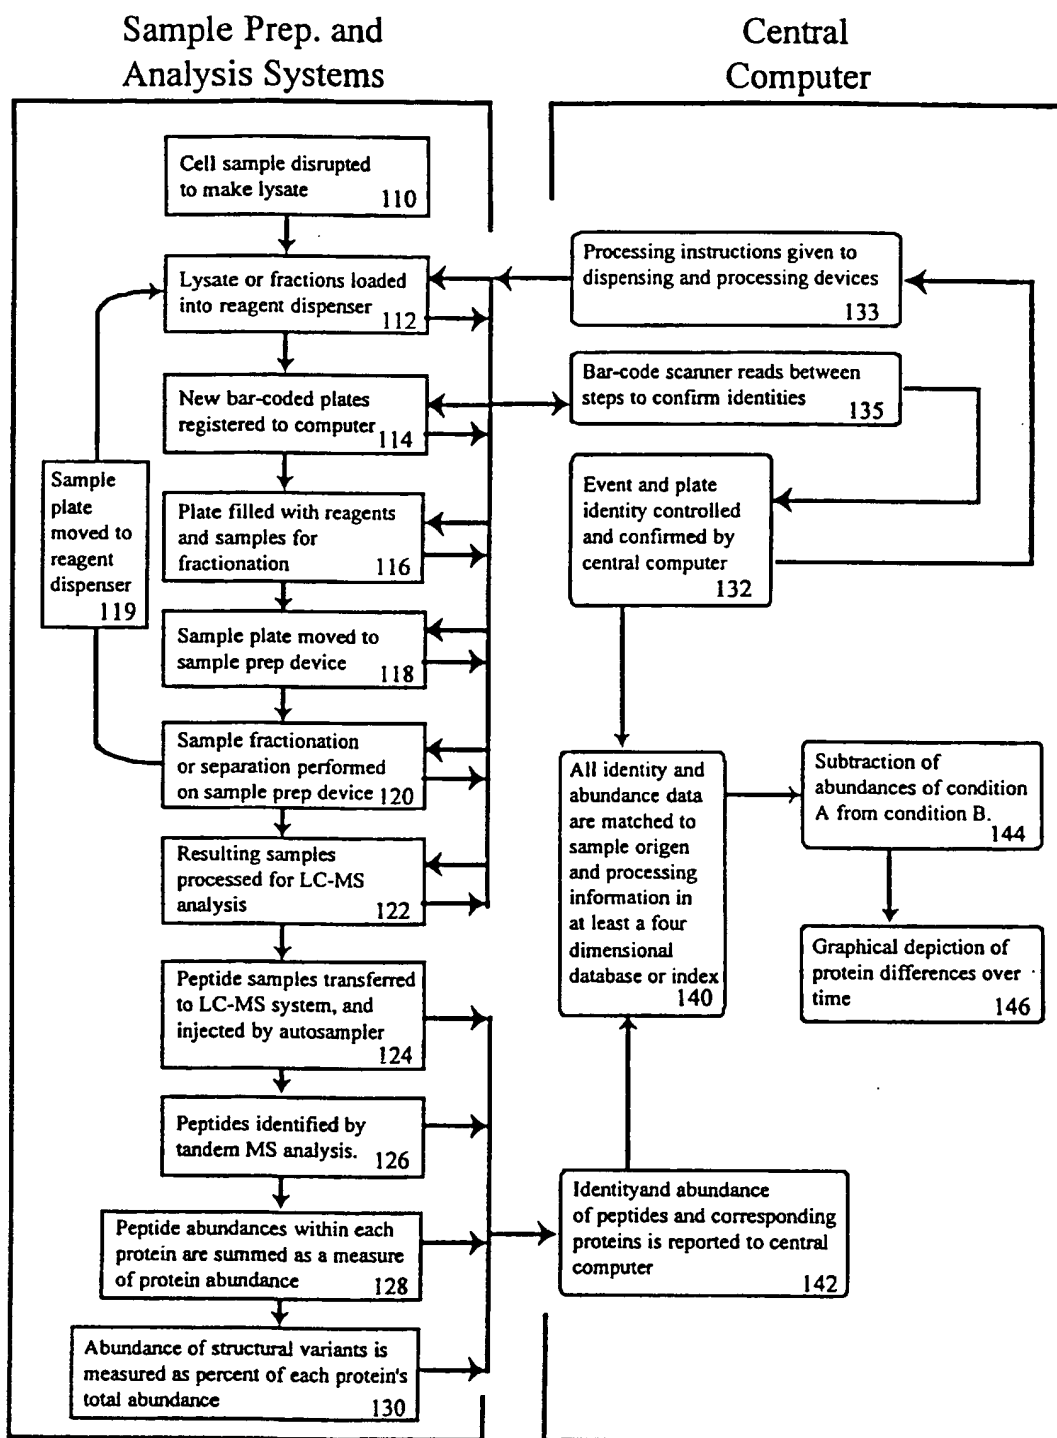 Sample Prep. and
Analysis Systems
Central
Computer
Cell sample disrupted
to make lysate
110
Lysate or fractions loaded
into reagent dispenser
112
New bar-coded plates
registered to computer
114
Plate filled with reagents
and samples for
fractionation
116
Sample plate moved to
sample prep device
118
Sample
plate
moved to
reagent
dispenser
119
Sample fractionation
or separation performed
on sample prep device
120
Resulting samples
processed for LC-MS
analysis
122
Peptide samples transferred
to LC-MS system, and
injected by autosampler
124
Peptides identified by
tandem MS analysis.
126
Peptide abundances within each
protein are summed as a measure
of protein abundance
128
Abundance of structural variants is
measured as percent of each protein's
total abundance
130
Processing instructions given to
dispensing and processing devices
133
Bar-code scanner reads between
steps to confirm identities
135
Event and plate
identity controlled
and confirmed by
central computer
132
All identity and
abundance data
are matched to
sample origen
and processing
information in
at least a four
dimensional
database or index
140
Subtraction of
abundances of condition
A from condition B.
144
Graphical depiction of
protein differences over
time
146
Identityand abundance
of peptides and corresponding
proteins is reported to central
computer
142